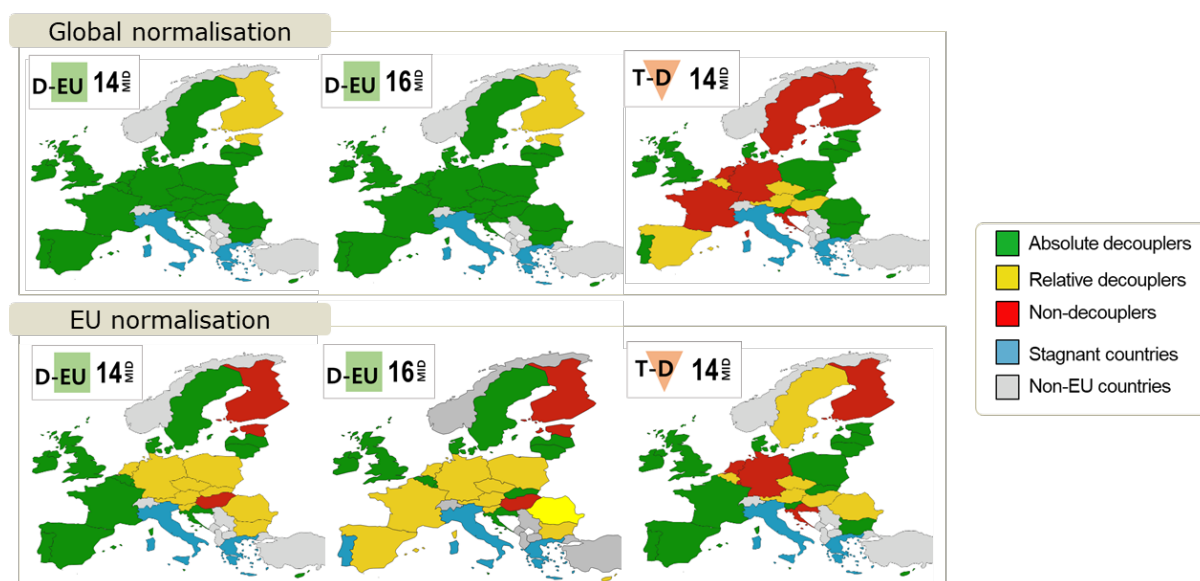 Global normalisation
D-EU 14 MID
D-EU 16 MID
T-D 14 MID
EU normalisation
D-EU 14 MID
D-EU 16 MID
T-D 14 MID
Absolute decouplers
Relative decouplers
Non-decouplers
Stagnant countries
Non-EU countries